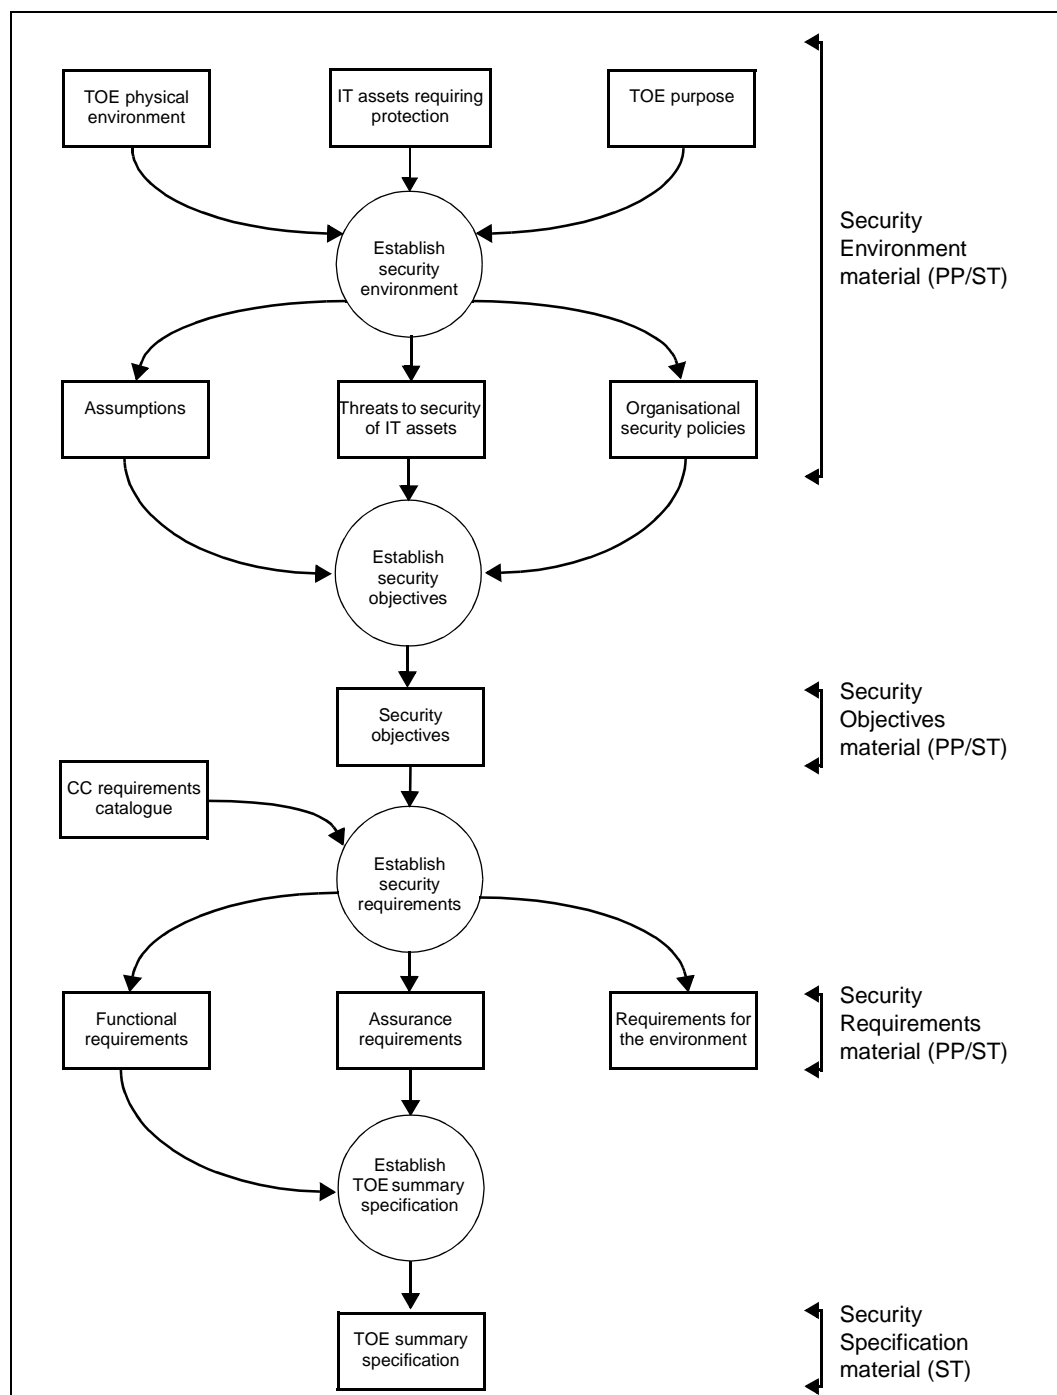 TOE physical
environment
IT assets requiring
protection
TOE purpose
Establish
security
environment
Security
Environment
material (PP/ST)
Assumptions
Threats to security
of IT assets
Organisational
security policies
Establish
security
objectives
Security
objectives
Security
Objectives
material (PP/ST)
CC requirements
catalogue
Establish
security
requirements
Functional
requirements
Assurance
requirements
Requirements for
the environment
Security
Requirements
material (PP/ST)
Establish
TOE summary
specification
TOE summary
specification
Security
Specification
material (ST)